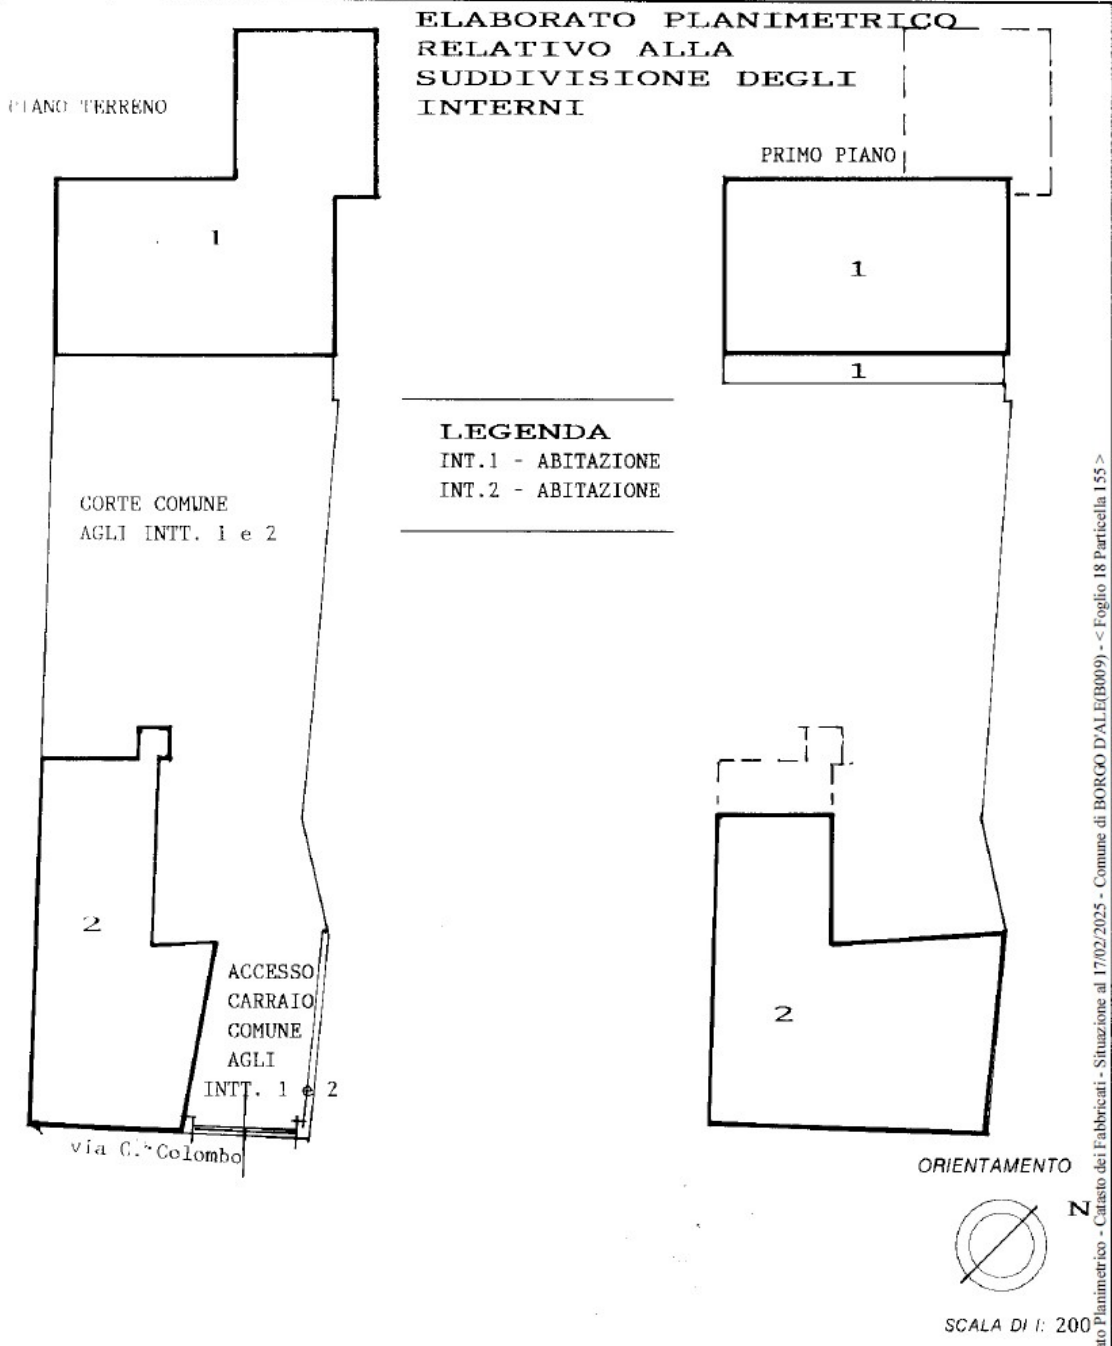 ELABORATO PLANIMETRICO
RELATIVO ALLA
SUDDIVISIONE DEGLI
INTERNI
PIANO TERRENO
PRIMO PIANO
1
1
1
LEGENDA
INT.1 - ABITAZIONE
INT.2 - ABITAZIONE
CORTE COMUNE
AGLI INTT. 1 e 2
2
2
ACCESSO
CARRAIO
COMUNE
AGLI
INTT. 1 e 2
via C. Colombo
ORIENTAMENTO
N
SCALA DI 1: 200
Planimetrico - Catasto dei Fabbricati - Situazione al 17/02/2025 - Comune di BORGO D'ALE(B009) - < Foglio 18 Particella 155 >